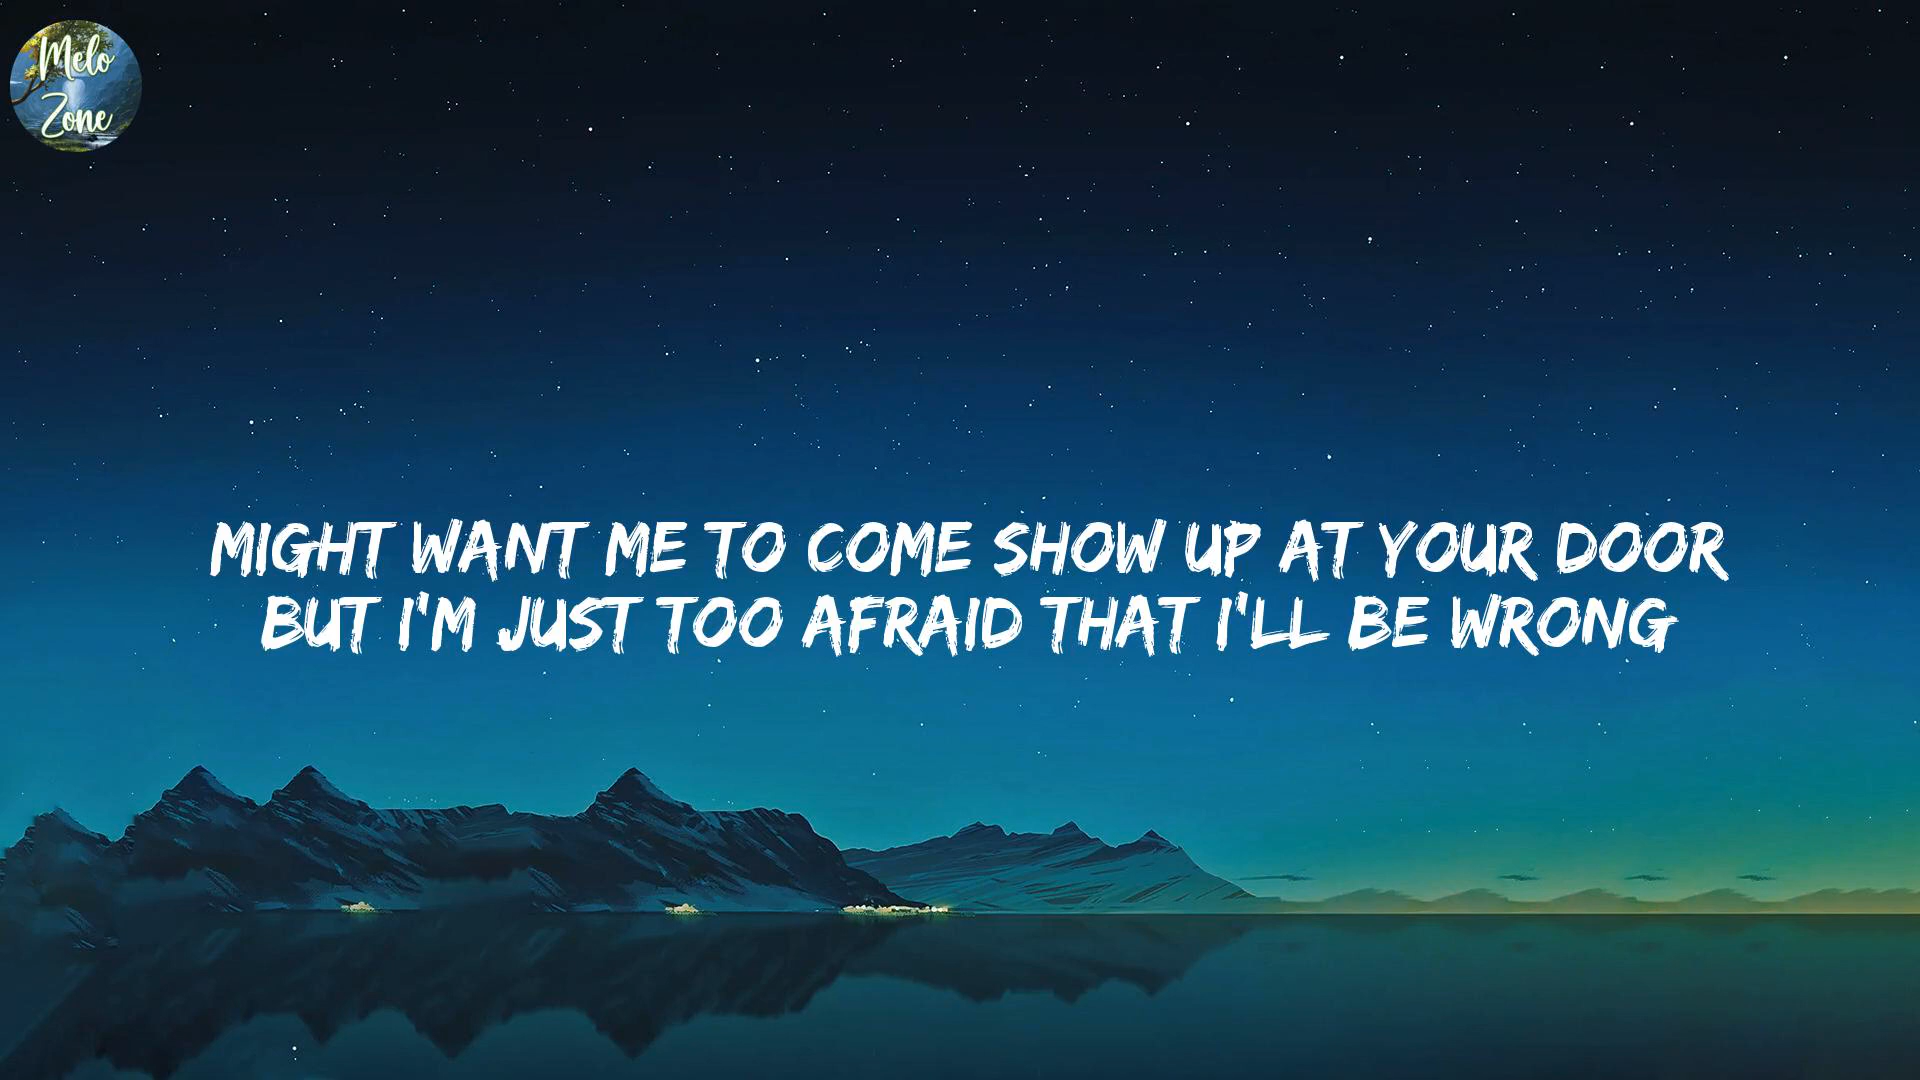 Melo
Zone
MIGHT WANT ME TO COME SHOW UP AT YOUR DOOR
BUT I'M JUST TOO AFRAID THAT I'LL BE WRONG